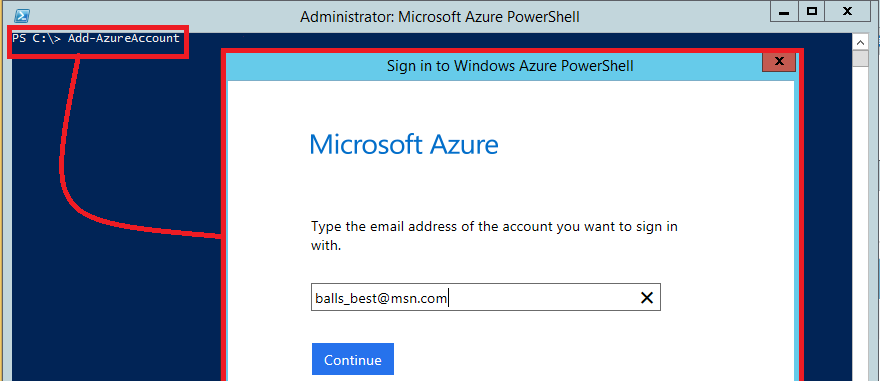 Administrator: Microsoft Azure PowerShell
PS C:\> Add-AzureAccount
Sign in to Windows Azure PowerShell
Microsoft Azure
Type the email address of the account you want to sign in
with.
balls_best@msn.com
Continue